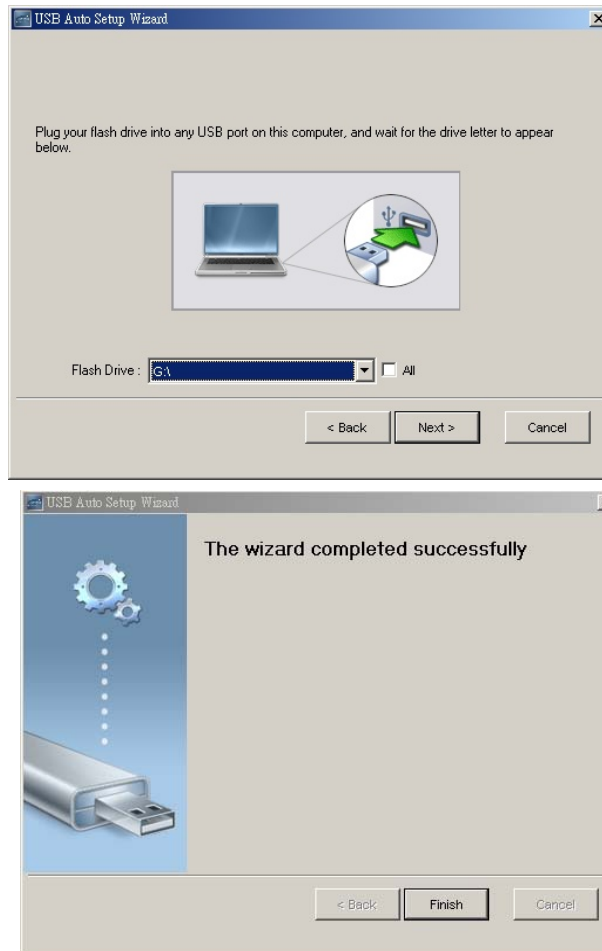 USB Auto Setup Wizard
Plug your flash drive into any USB port on this computer, and wait for the drive letter to appear
below.
Flash Drive : G:\ All
< Back Next > Cancel
USB Auto Setup Wizard
The wizard completed successfully
< Back Finish Cancel